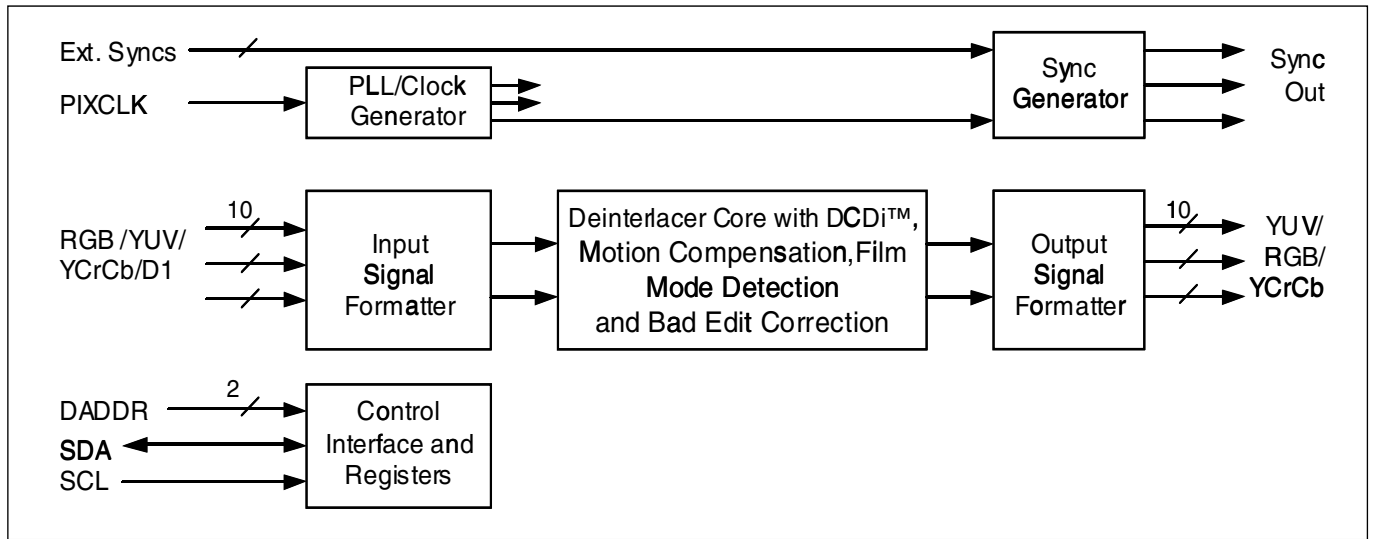 Ext. Syncs
PIXCLK
PLL/Clock
Generator
Sync
Generator
Sync
Out
RGB /YUV/
YCrCb/D1
10
Input
Signal
Formatter
Deinterlacer Core with DCDi™,
Motion Compensation,Film
Mode Detection
and Bad Edit Correction
Output
Signal
Formatter
10
YUV/
RGB/
YCrCb
DADDR
2
SDA
SCL
Control
Interface and
Registers